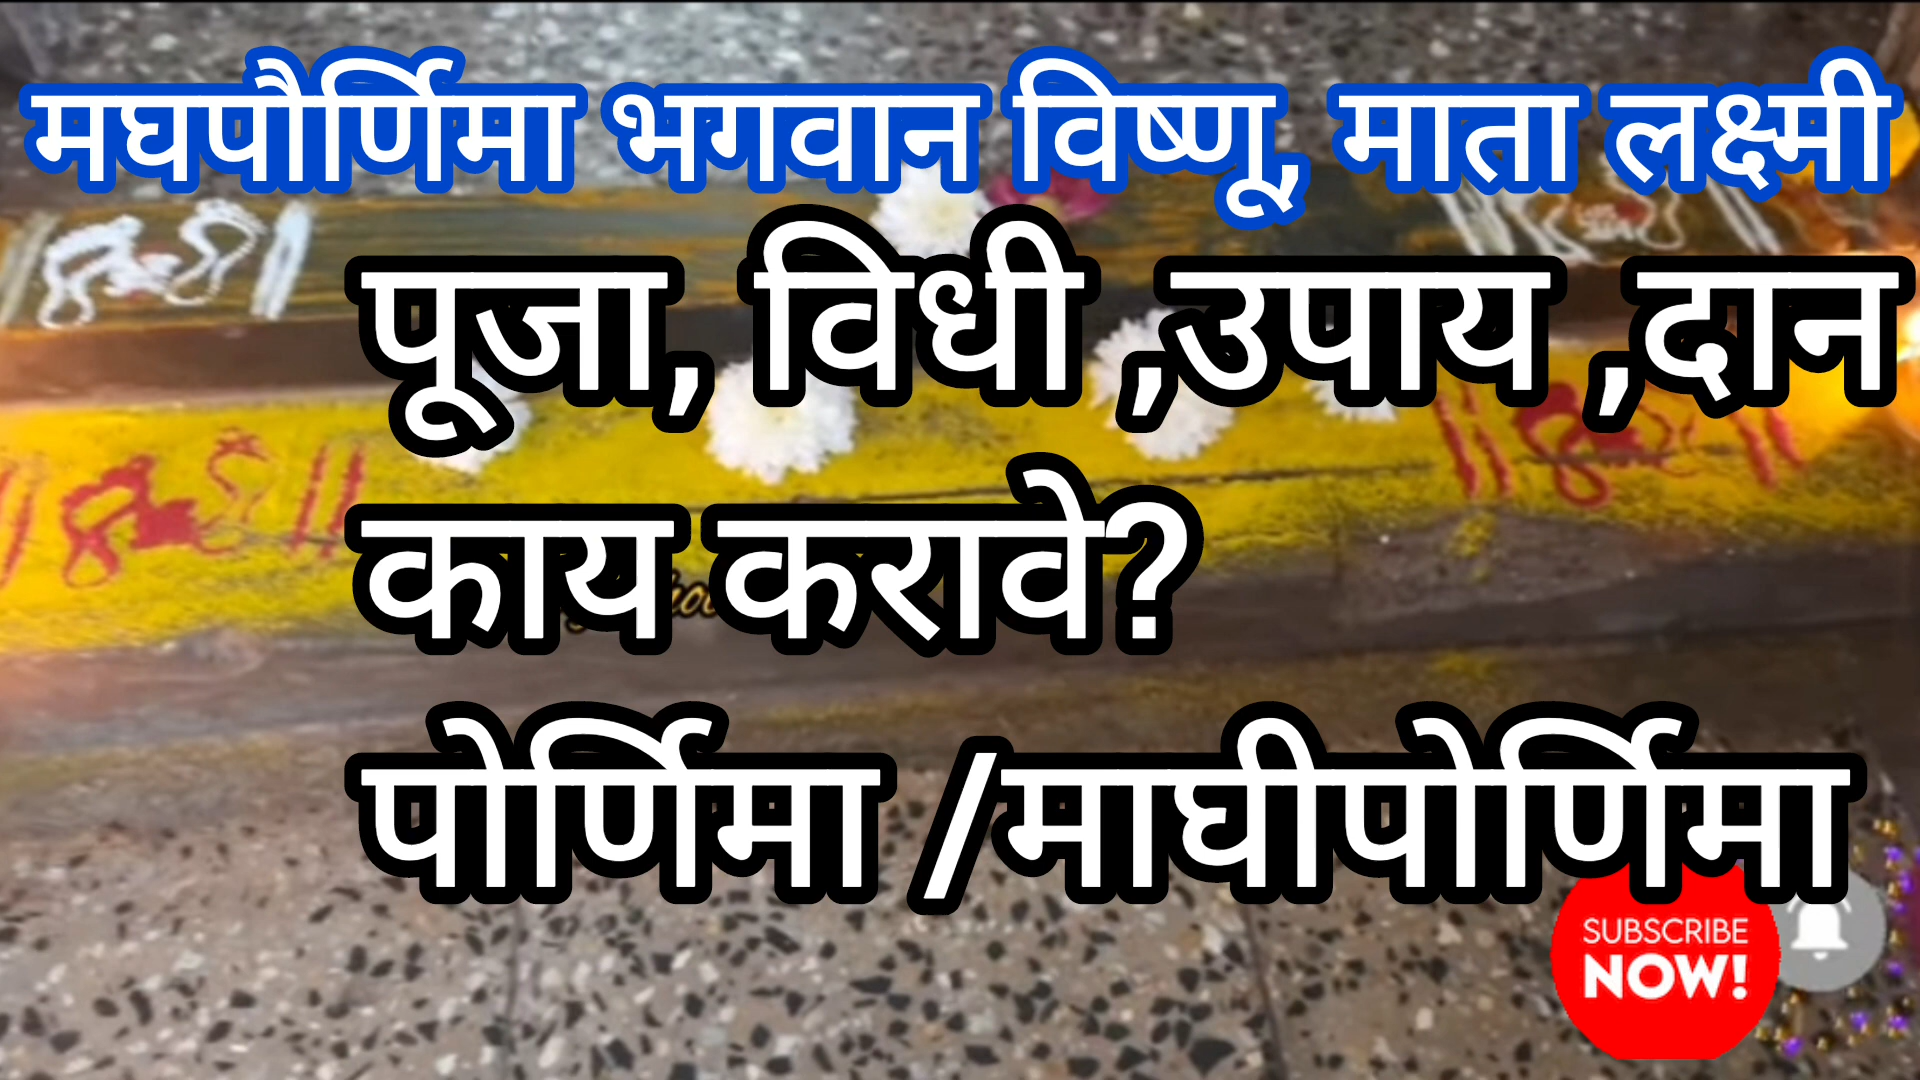 मघपौर्णिमा भगवान विष्णू, माता लक्ष्मी
पूजा, विधी ,उपाय ,दान
काय करावे?
पोर्णिमा /माघीपोर्णिमा
SUBSCRIBE
NOW!